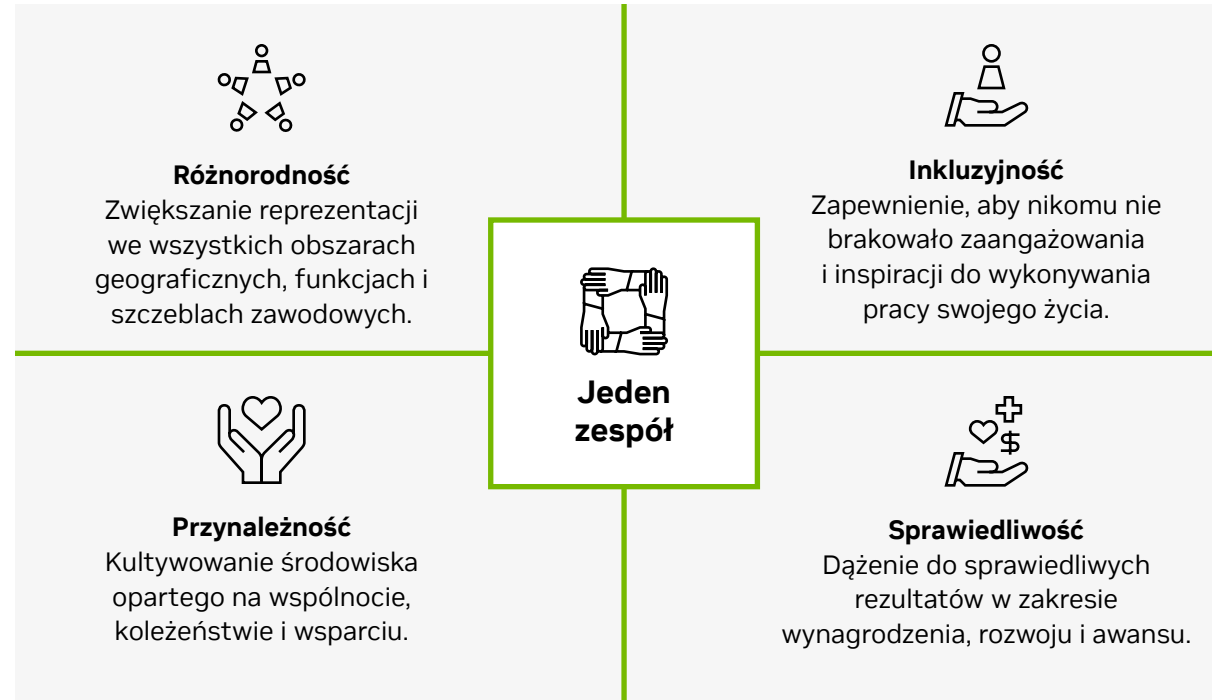 Różnorodność
Zwiększanie reprezentacji
we wszystkich obszarach
geograficznych, funkcjach i
szczeblach zawodowych.
Inkluzyjność
Zapewnienie, aby nikomu nie
brakowało zaangażowania
i inspiracji do wykonywania
pracy swojego życia.
Jeden
zespół
Przynależność
Kultywowanie środowiska
opartego na wspólnocie,
koleżeństwie i wsparciu.
Sprawiedliwość
Dążenie do sprawiedliwych
rezultatów w zakresie
wynagrodzenia, rozwoju i awansu.